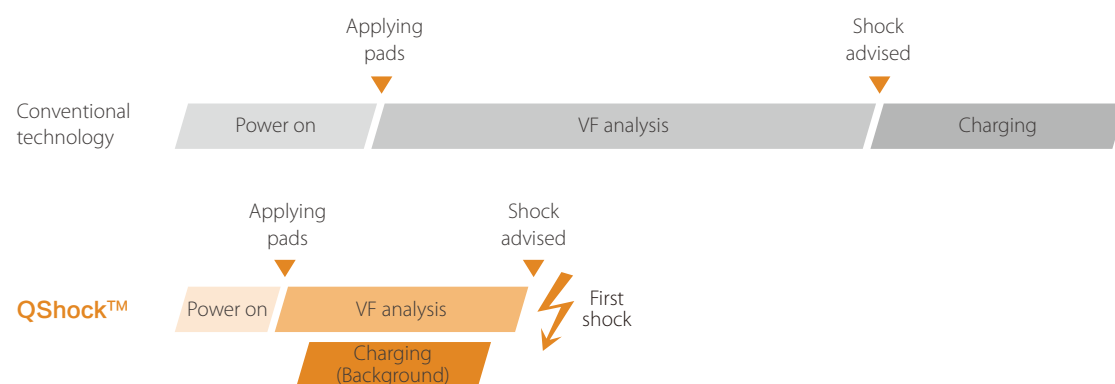 Applying
pads
Shock
advised
Conventional
technology
Power on
VF analysis
Charging
Applying
pads
Shock
advised
QShock™
Power on
VF analysis
First
shock
Charging
(Background)